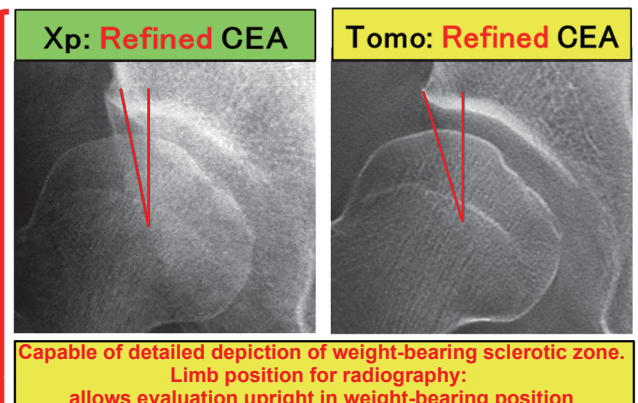 Xp: Refined CEA
Tomo: Refined CEA
Capable of detailed depiction of weight-bearing sclerotic zone.
Limb position for radiography:
allows evaluation upright in weight-bearing position